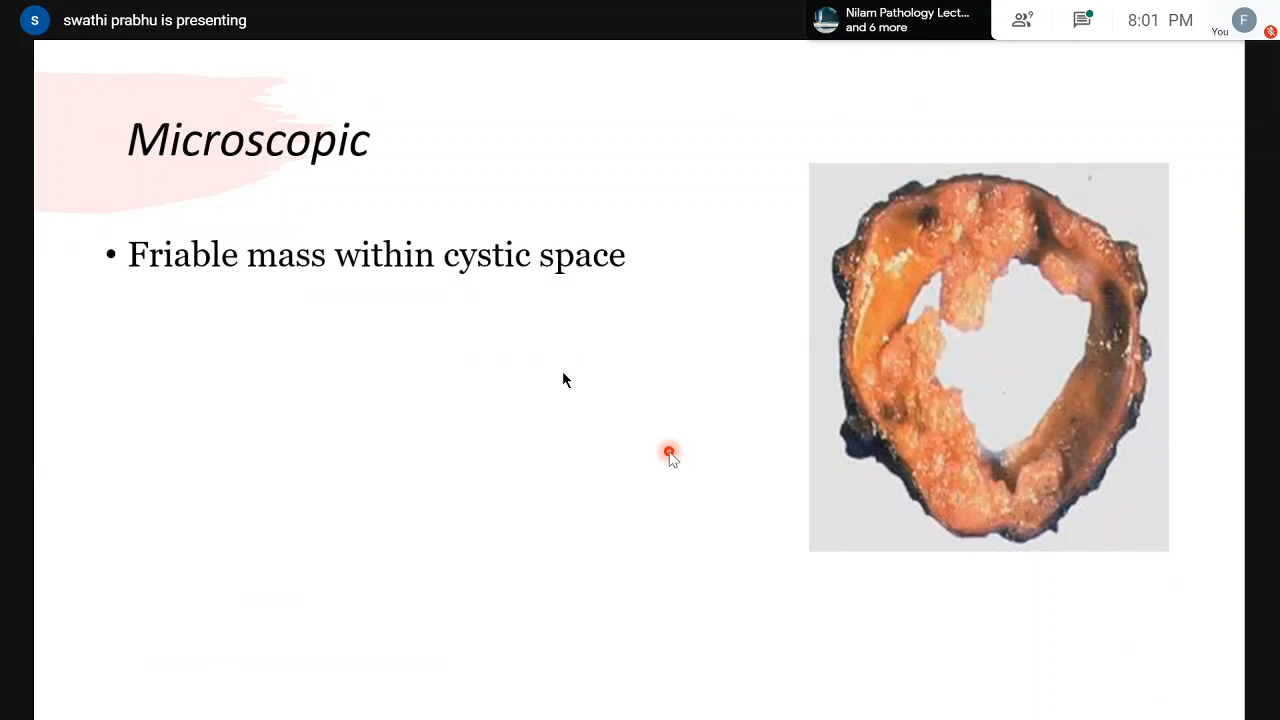 S
swathi prabhu is presenting
Nilam Pathology Lect...
and 6 more
9
8:01 PM
You
F
Microscopic
• Friable mass within cystic space